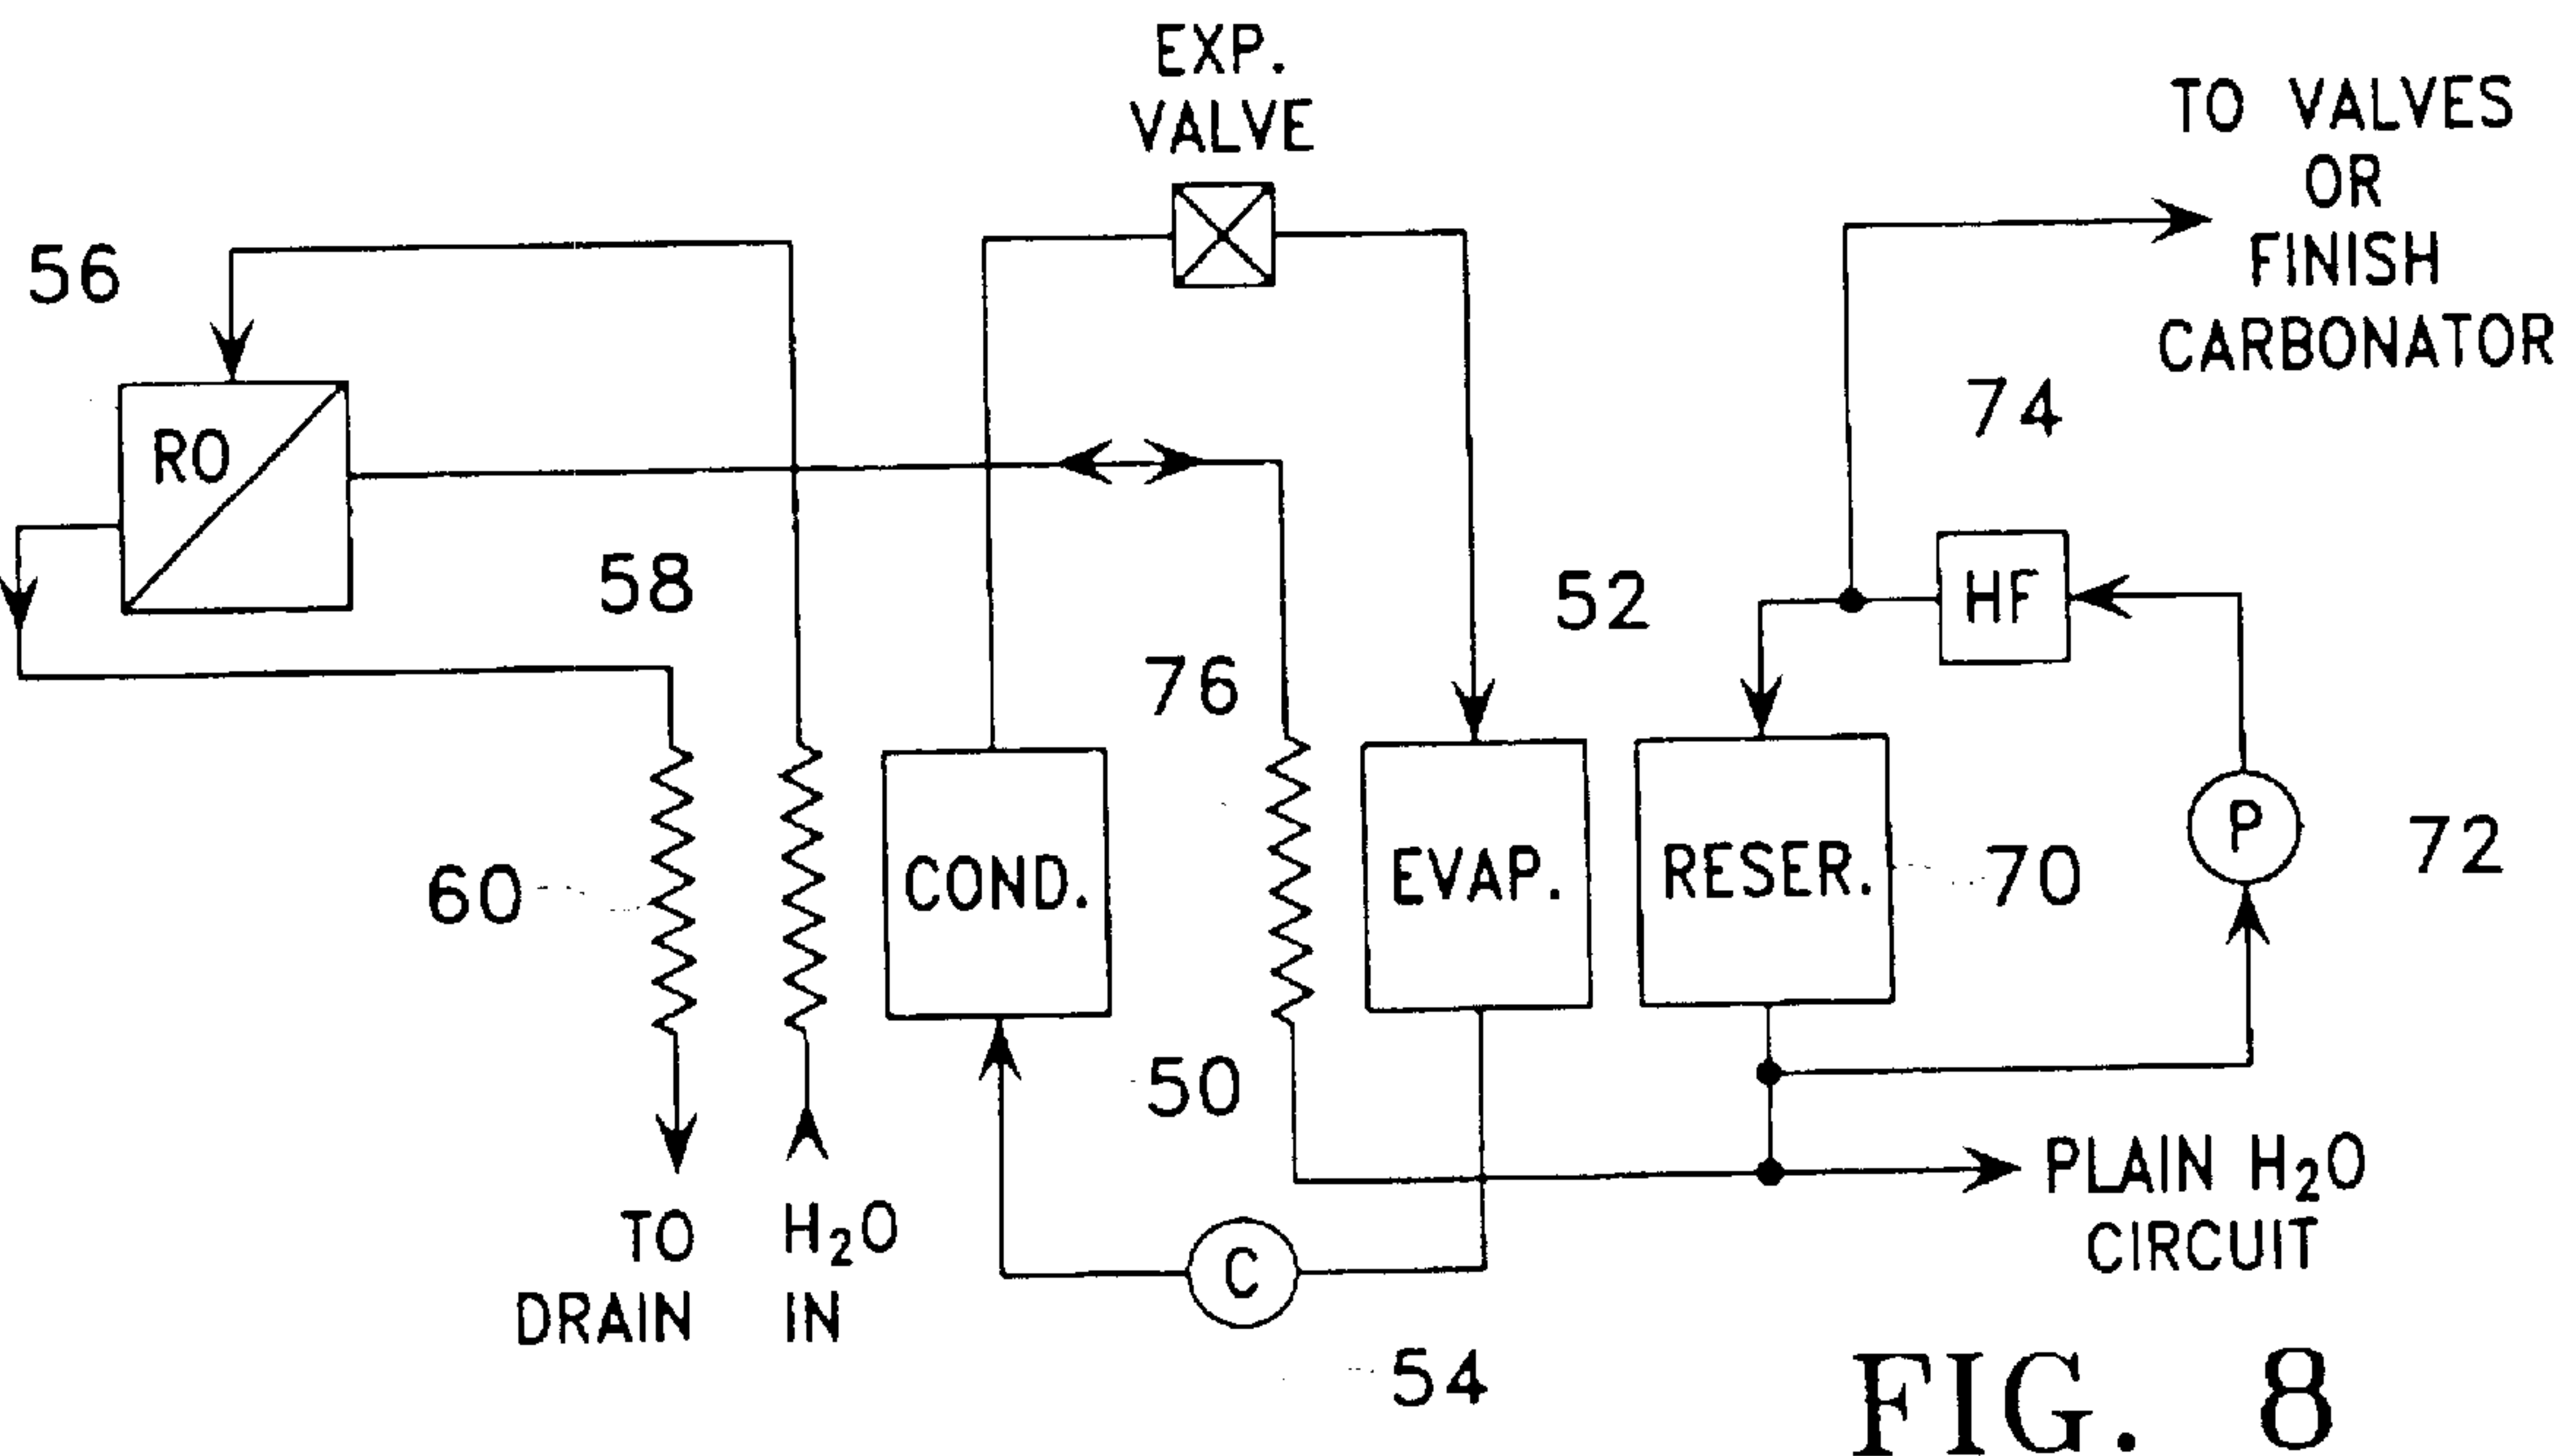 EXP.
VALVE
TO VALVES
OR
FINISH
CARBONATOR
56
74
RO
58
52
HF
76
60
COND.
EVAP.
RESER.
70
P
72
50
PLAIN H₂O
CIRCUIT
TO
DRAIN
H₂O
IN
C
54
FIG. 8